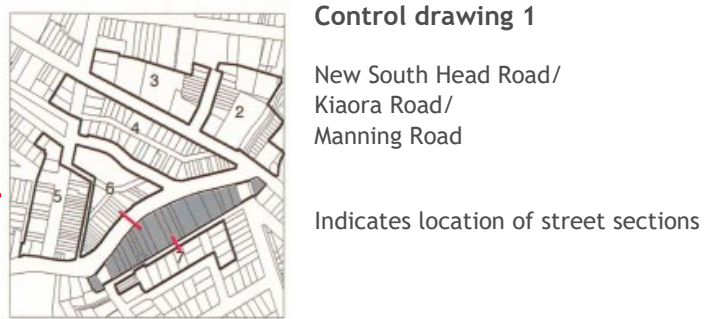 Control drawing 1
New South Head Road/
Kiaora Road/
Manning Road
Indicates location of street sections
3
2
4
5
6
7